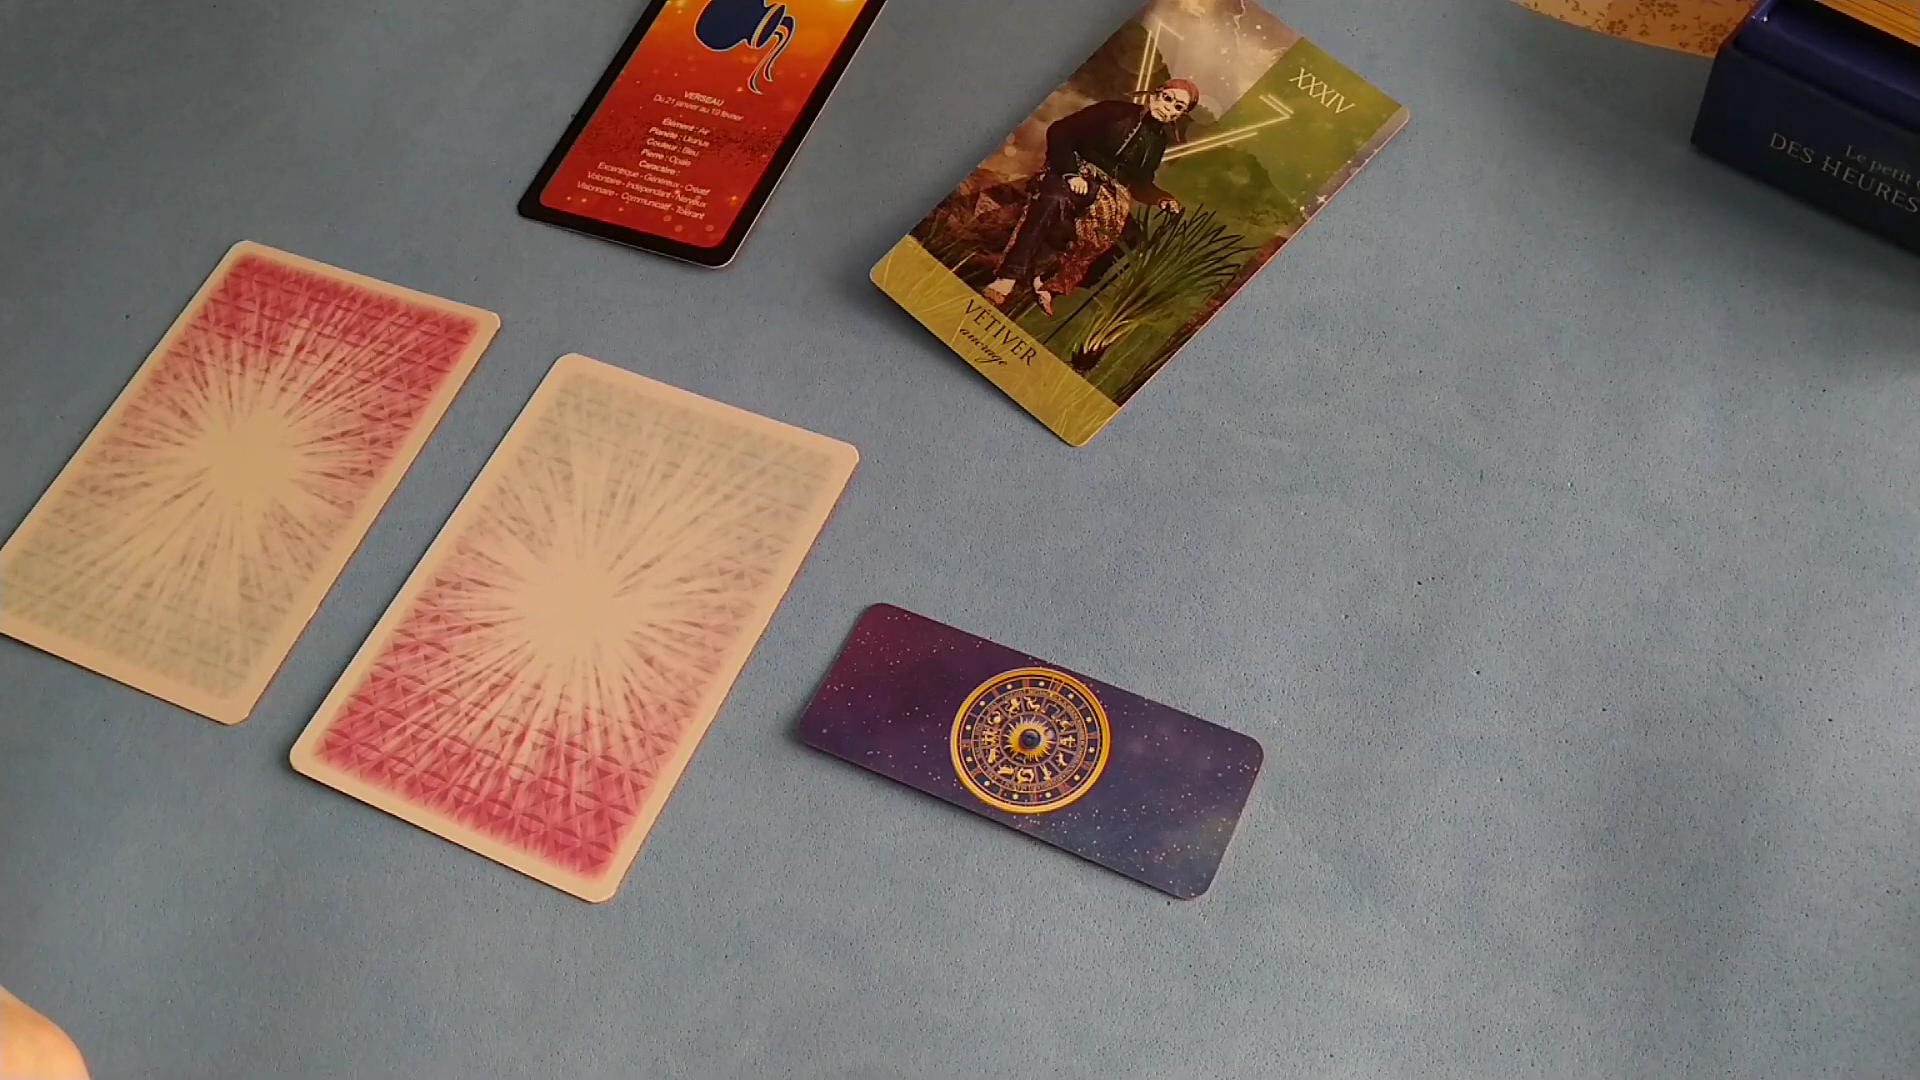 VERSEAU
Du 21 janvier au 19 février
Élément : Air
Planète : Uranus
Couleur : Bleu
Pierre : Opale
Caractère :
Excentrique - Généreux - Créatif
Volontaire - Indépendant - Nerveux
Visionnaire - Communicatif - Tolérant
XXXIV
VÉTIVER
ancrage
Le petit
DES HEURES